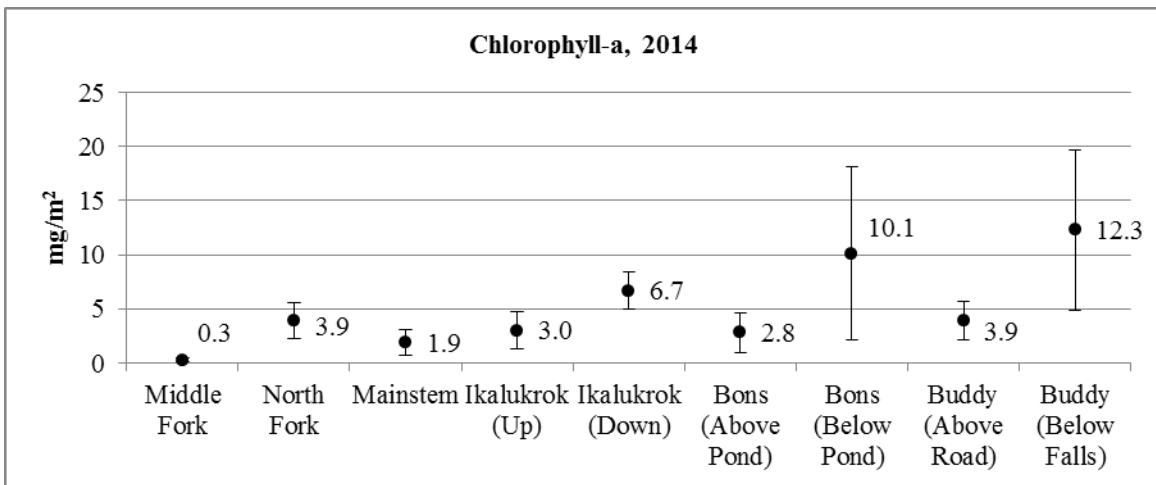 Chlorophyll-a, 2014
mg/m²
25
20
15
10
5
0
0.3
3.9
1.9
3.0
6.7
2.8
10.1
3.9
12.3
Middle
Fork
North
Fork
Mainstem
Ikalukrok
(Up)
Ikalukrok
(Down)
Bons
(Above
Pond)
Bons
(Below
Pond)
Buddy
(Above
Road)
Buddy
(Below
Falls)